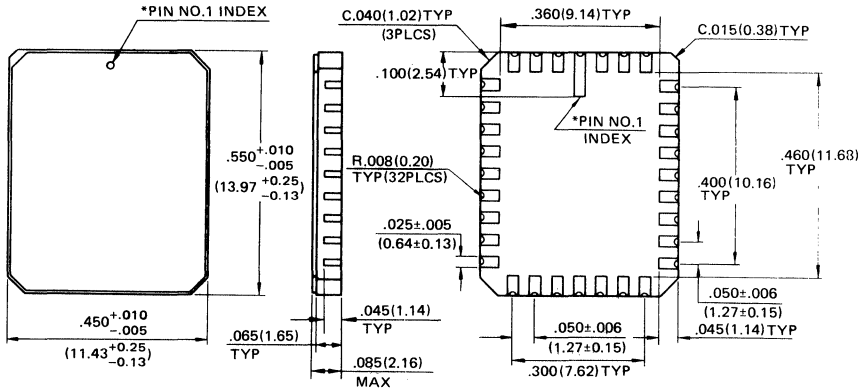 *PIN NO.1 INDEX
C.040(1.02)TYP
(3PLCS)
.360(9.14)TYP
C.015(0.38)TYP
.100(2.54)TYP
*PIN NO.1
INDEX
.550+.010
-.005
(13.97+0.25
-0.13)
R.008(0.20)
TYP(32PLCS)
.460(11.68)
TYP
.400(10.16)
TYP
.025±.005
(0.64±0.13)
.450+.010
-.005
(11.43+0.25
-0.13)
.045(1.14)
TYP
.065(1.65)
TYP
.085(2.16)
MAX
.050±.006
(1.27±0.15)
.300(7.62)TYP
.050±.006
(1.27±0.15)
.045(1.14)TYP